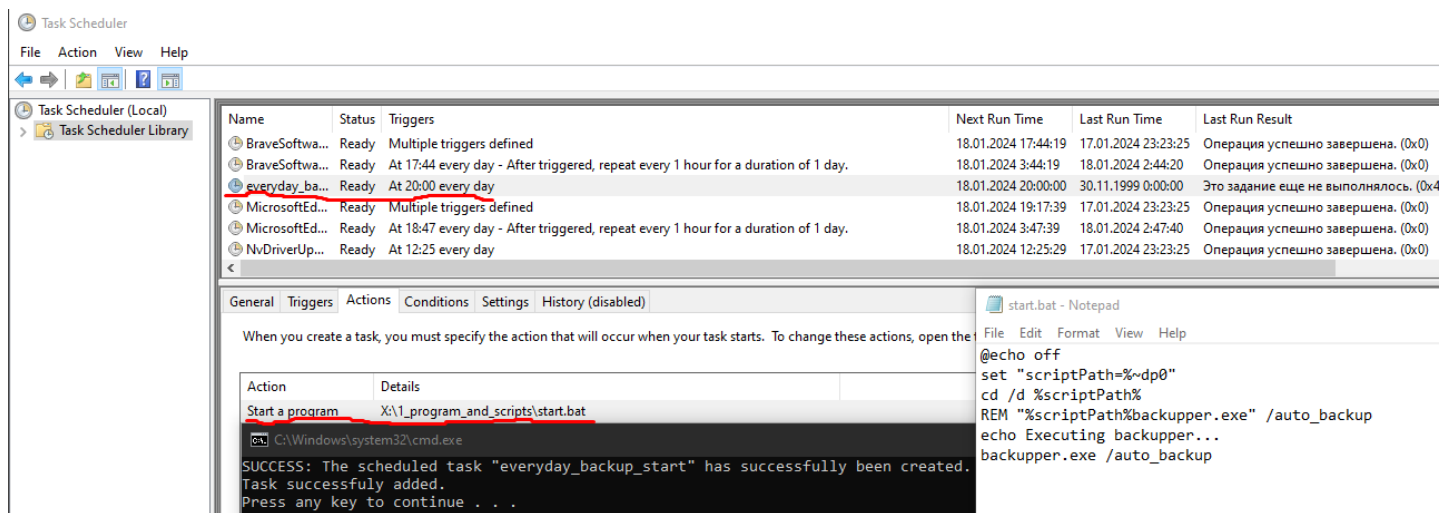 Task Scheduler
File Action View Help
Task Scheduler (Local)
Task Scheduler Library
Name Status Triggers Next Run Time Last Run Time Last Run Result
BraveSoftwa... Ready Multiple triggers defined 18.01.2024 17:44:19 17.01.2024 23:23:25 Операция успешно завершена. (0x0)
BraveSoftwa... Ready At 17:44 every day - After triggered, repeat every 1 hour for a duration of 1 day. 18.01.2024 3:44:19 18.01.2024 2:44:20 Операция успешно завершена. (0x0)
everyday_ba... Ready At 20:00 every day 18.01.2024 20:00:00 30.11.1999 0:00:00 Это задание еще не выполнялось. (0x4
MicrosoftEd... Ready Multiple triggers defined 18.01.2024 19:17:39 17.01.2024 23:23:25 Операция успешно завершена. (0x0)
MicrosoftEd... Ready At 18:47 every day - After triggered, repeat every 1 hour for a duration of 1 day. 18.01.2024 3:47:39 18.01.2024 2:47:40 Операция успешно завершена. (0x0)
NvDriverUp... Ready At 12:25 every day 18.01.2024 12:25:29 17.01.2024 23:23:25 Операция успешно завершена. (0x0)
General Triggers Actions Conditions Settings History (disabled)
When you create a task, you must specify the action that will occur when your task starts. To change these actions, open the
Action Details
Start a program X:\1_program_and_scripts\start.bat
C:\Windows\system32\cmd.exe
SUCCESS: The scheduled task "everyday_backup_start" has successfully been created.
Task successfuly added.
Press any key to continue . . .
start.bat - Notepad
File Edit Format View Help
@echo off
set "scriptPath=%~dp0"
cd /d %scriptPath%
REM "%scriptPath%backupper.exe" /auto_backup
echo Executing backupper...
backupper.exe /auto_backup